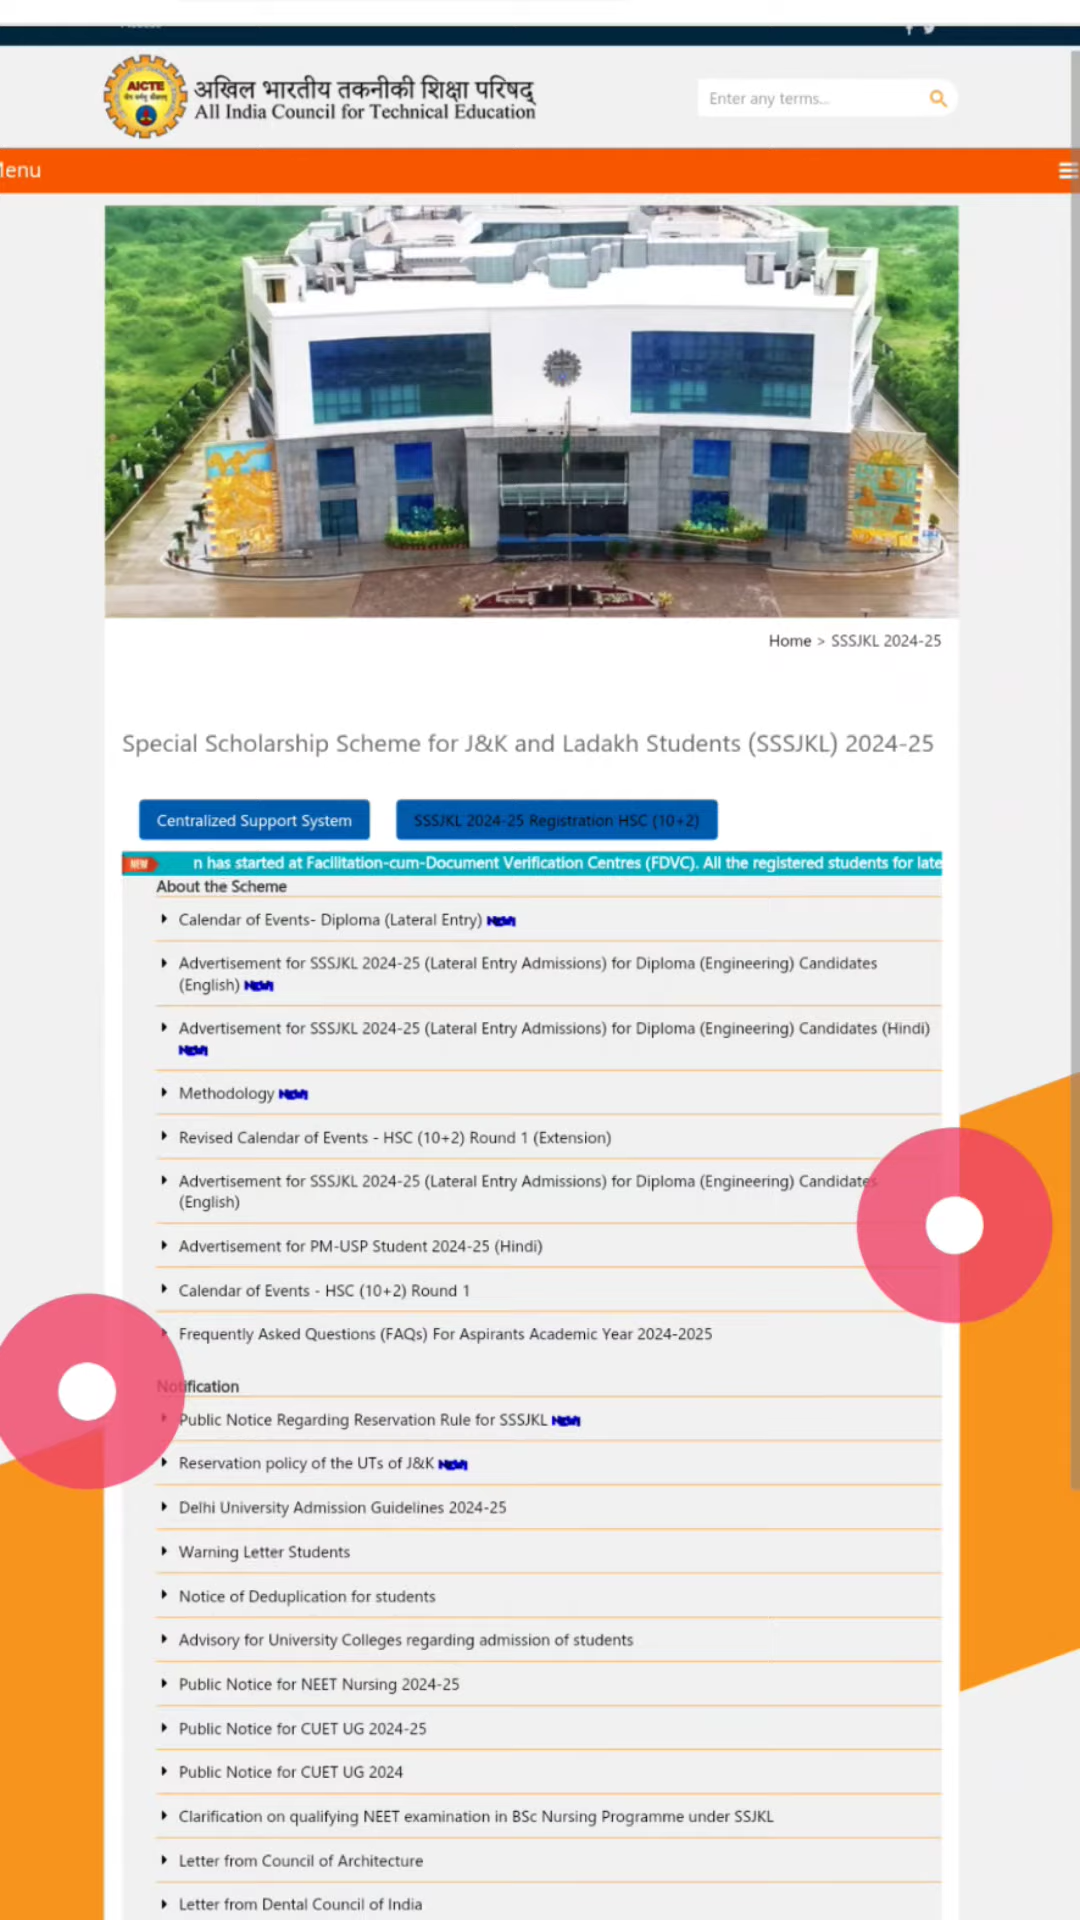 अखिल भारतीय तकनीकी शिक्षा परिषद्
AICTE
All India Council for Technical Education
Enter any terms...
Menu
Home > SSSJKL 2024-25
Special Scholarship Scheme for J&K and Ladakh Students (SSSJKL) 2024-25
Centralized Support System
SSSJKL 2024-25 Registration HSC (10+2)
NEW
n has started at Facilitation-cum-Document Verification Centres (FDVC). All the registered students for late
About the Scheme
Calendar of Events- Diploma (Lateral Entry) NEW
Advertisement for SSSJKL 2024-25 (Lateral Entry Admissions) for Diploma (Engineering) Candidates
(English) NEW
Advertisement for SSSJKL 2024-25 (Lateral Entry Admissions) for Diploma (Engineering) Candidates (Hindi)
NEW
Methodology NEW
Revised Calendar of Events - HSC (10+2) Round 1 (Extension)
Advertisement for SSSJKL 2024-25 (Lateral Entry Admissions) for Diploma (Engineering) Candidates
(English)
Advertisement for PM-USP Student 2024-25 (Hindi)
Calendar of Events - HSC (10+2) Round 1
Frequently Asked Questions (FAQs) For Aspirants Academic Year 2024-2025
Notification
Public Notice Regarding Reservation Rule for SSSJKL NEW
Reservation policy of the UTs of J&K NEW
Delhi University Admission Guidelines 2024-25
Warning Letter Students
Notice of Deduplication for students
Advisory for University Colleges regarding admission of students
Public Notice for NEET Nursing 2024-25
Public Notice for CUET UG 2024-25
Public Notice for CUET UG 2024
Clarification on qualifying NEET examination in BSc Nursing Programme under SSJKL
Letter from Council of Architecture
Letter from Dental Council of India